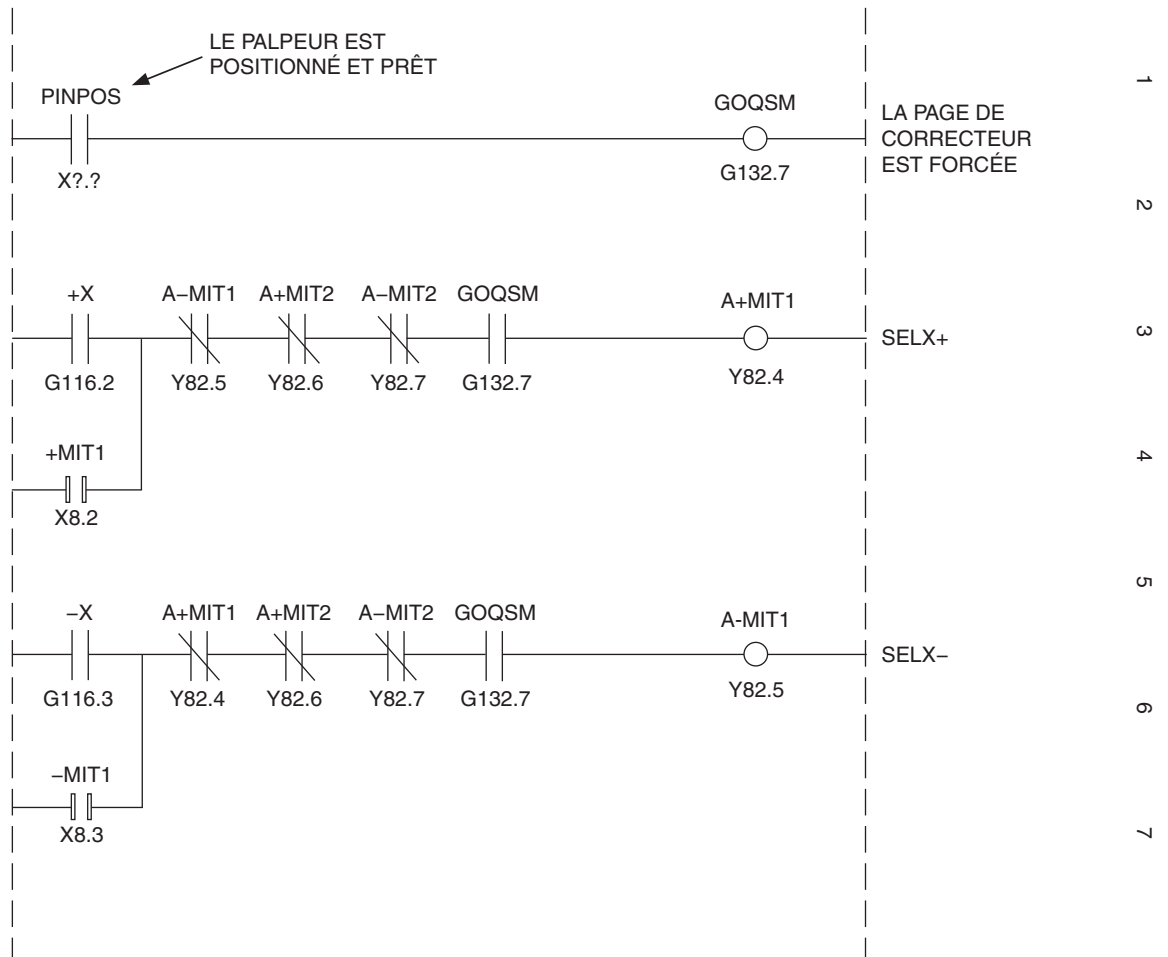 LE PALPEUR EST
POSITIONNÉ ET PRÊT
PINPOS
GOQSM
X?.?
G132.7
LA PAGE DE
CORRECTEUR
EST FORCÉE
1
2
+X
A−MIT1
A+MIT2
A−MIT2
GOQSM
A+MIT1
G116.2
Y82.5
Y82.6
Y82.7
G132.7
Y82.4
SELX+
3
+MIT1
X8.2
4
5
−X
A+MIT1
A+MIT2
A−MIT2
GOQSM
A-MIT1
G116.3
Y82.4
Y82.6
Y82.7
G132.7
Y82.5
SELX−
6
−MIT1
X8.3
7